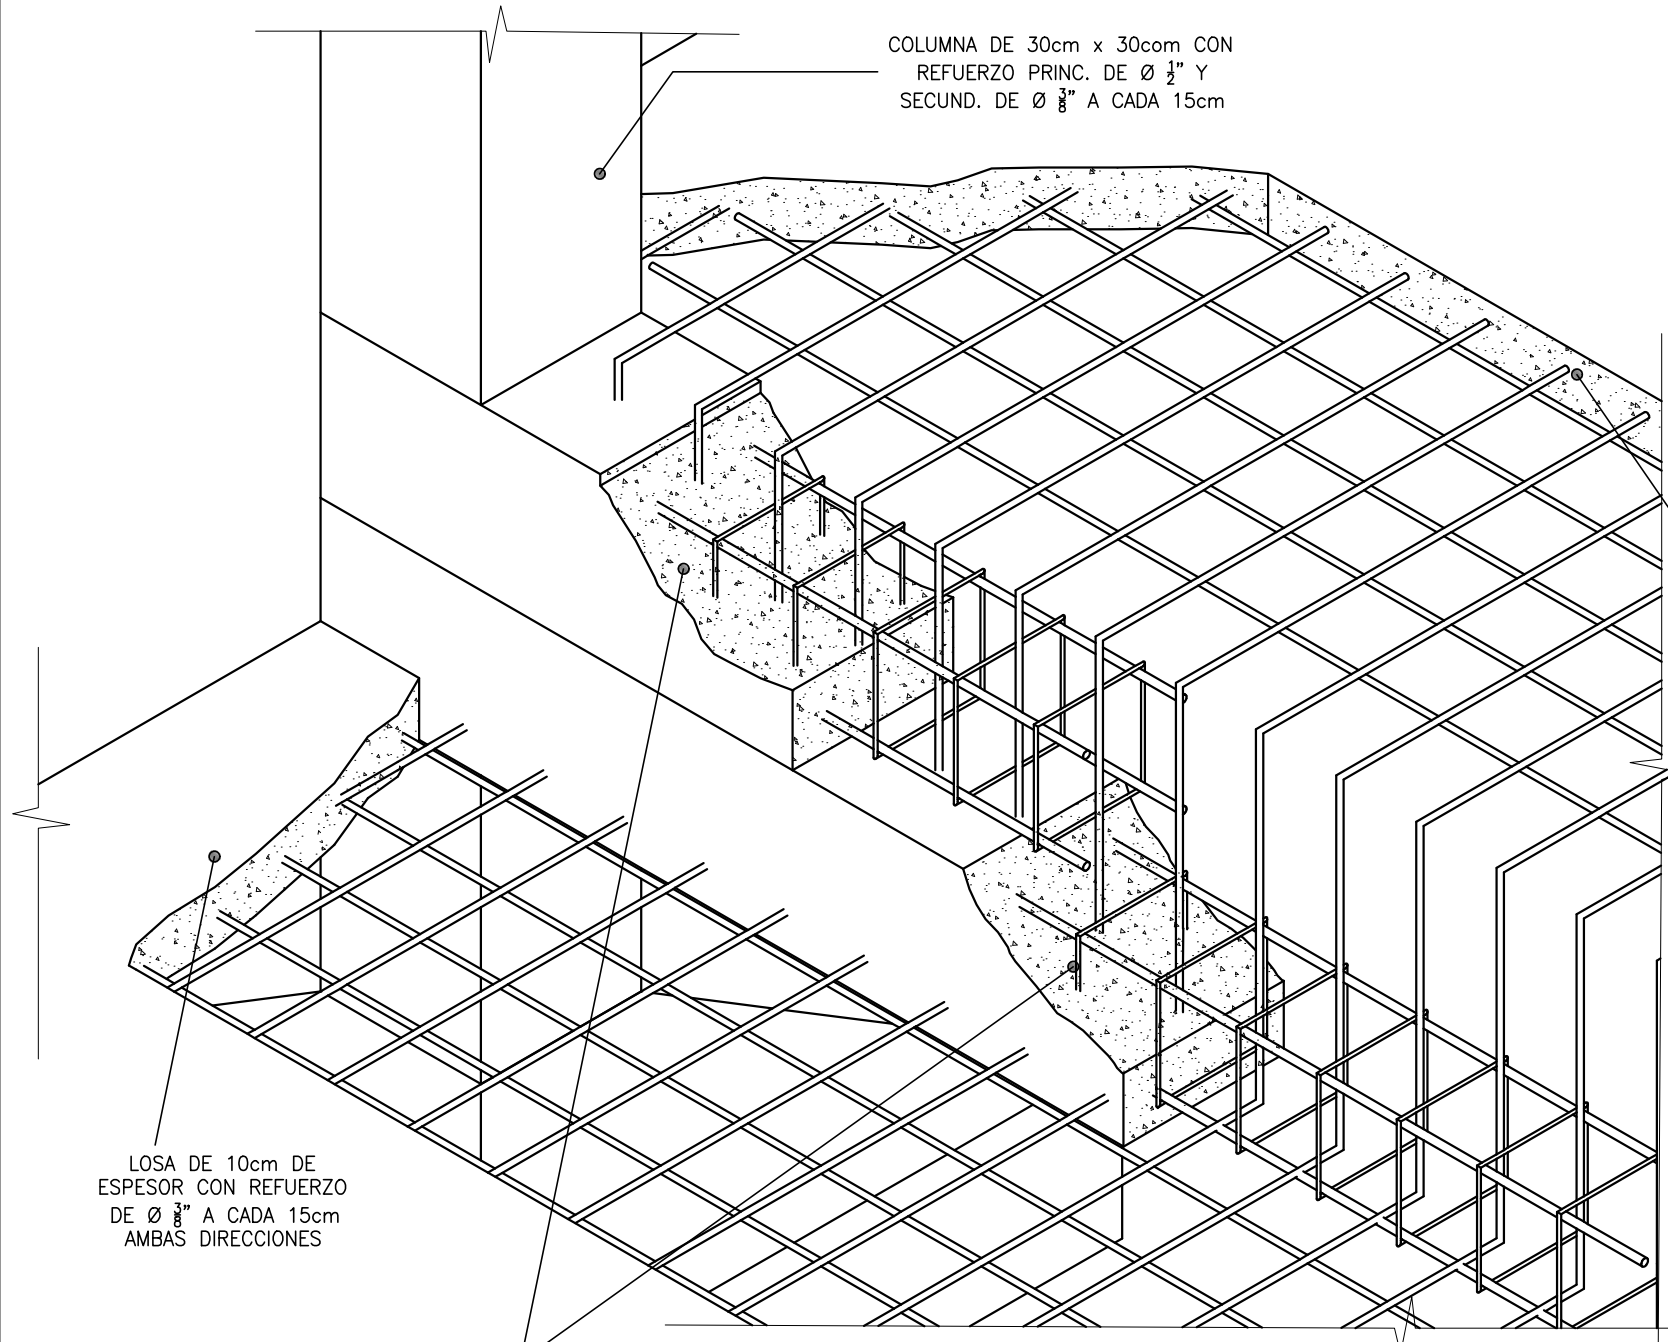 COLUMNA DE 30cm x 30com CON
REFUERZO PRINC. DE Ø 1/2" Y
SECUND. DE Ø 3/8" A CADA 15cm
LOSA DE 10cm DE
ESPESOR CON REFUERZO
DE Ø 3/8" A CADA 15cm
AMBAS DIRECCIONES